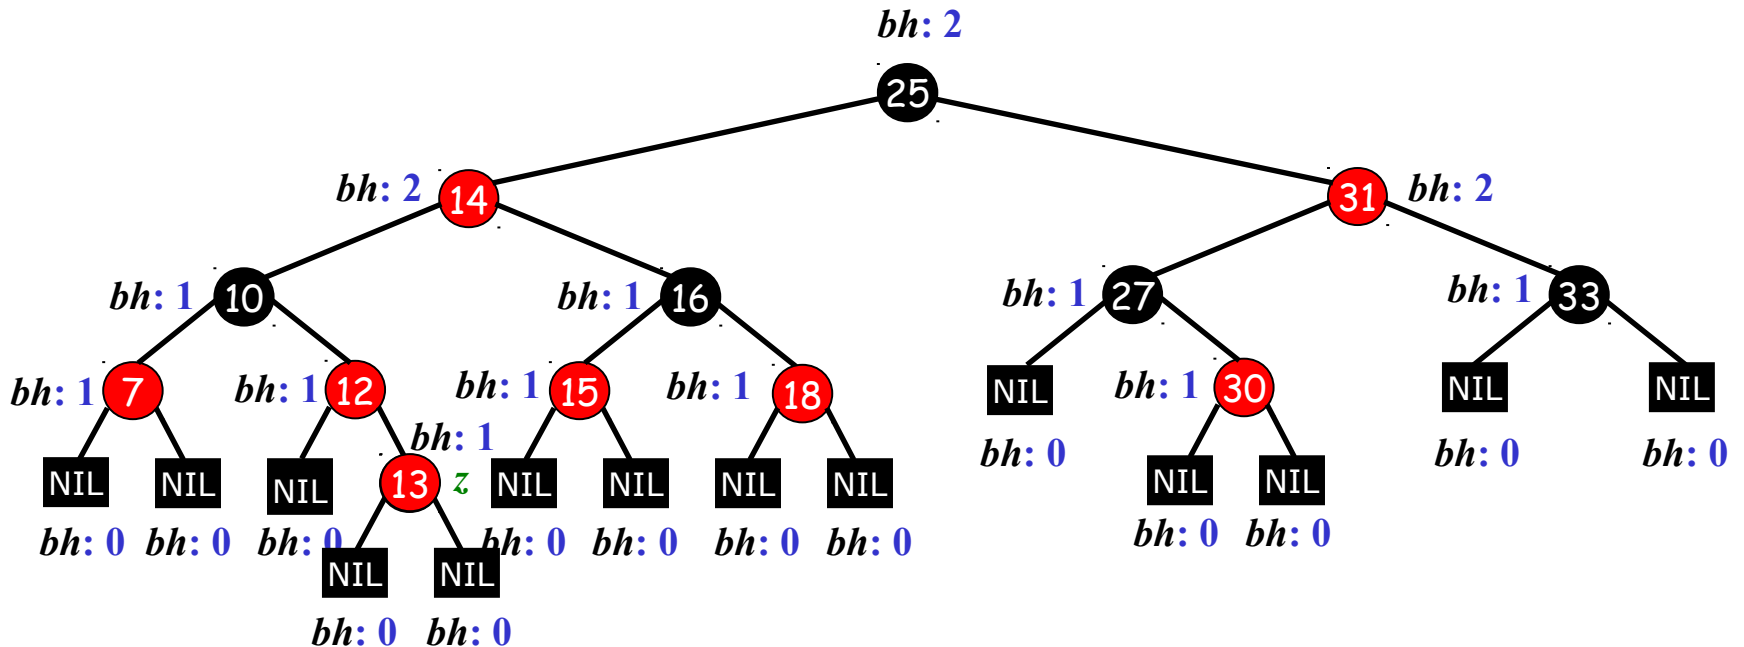 bh: 2
25
bh: 2 14 31 bh: 2
bh: 1 10 bh: 1 16 bh: 1 27 bh: 1 33
bh: 1 7 bh: 1 12 bh: 1 15 bh: 1 18 NIL bh: 1 30 NIL NIL
bh: 1
bh: 0 bh: 0 bh: 0
NIL NIL NIL 13 z NIL NIL NIL NIL NIL NIL
bh: 0 bh: 0 bh: 0 bh: 0 bh: 0 bh: 0 bh: 0 bh: 0 bh: 0
NIL NIL
bh: 0 bh: 0